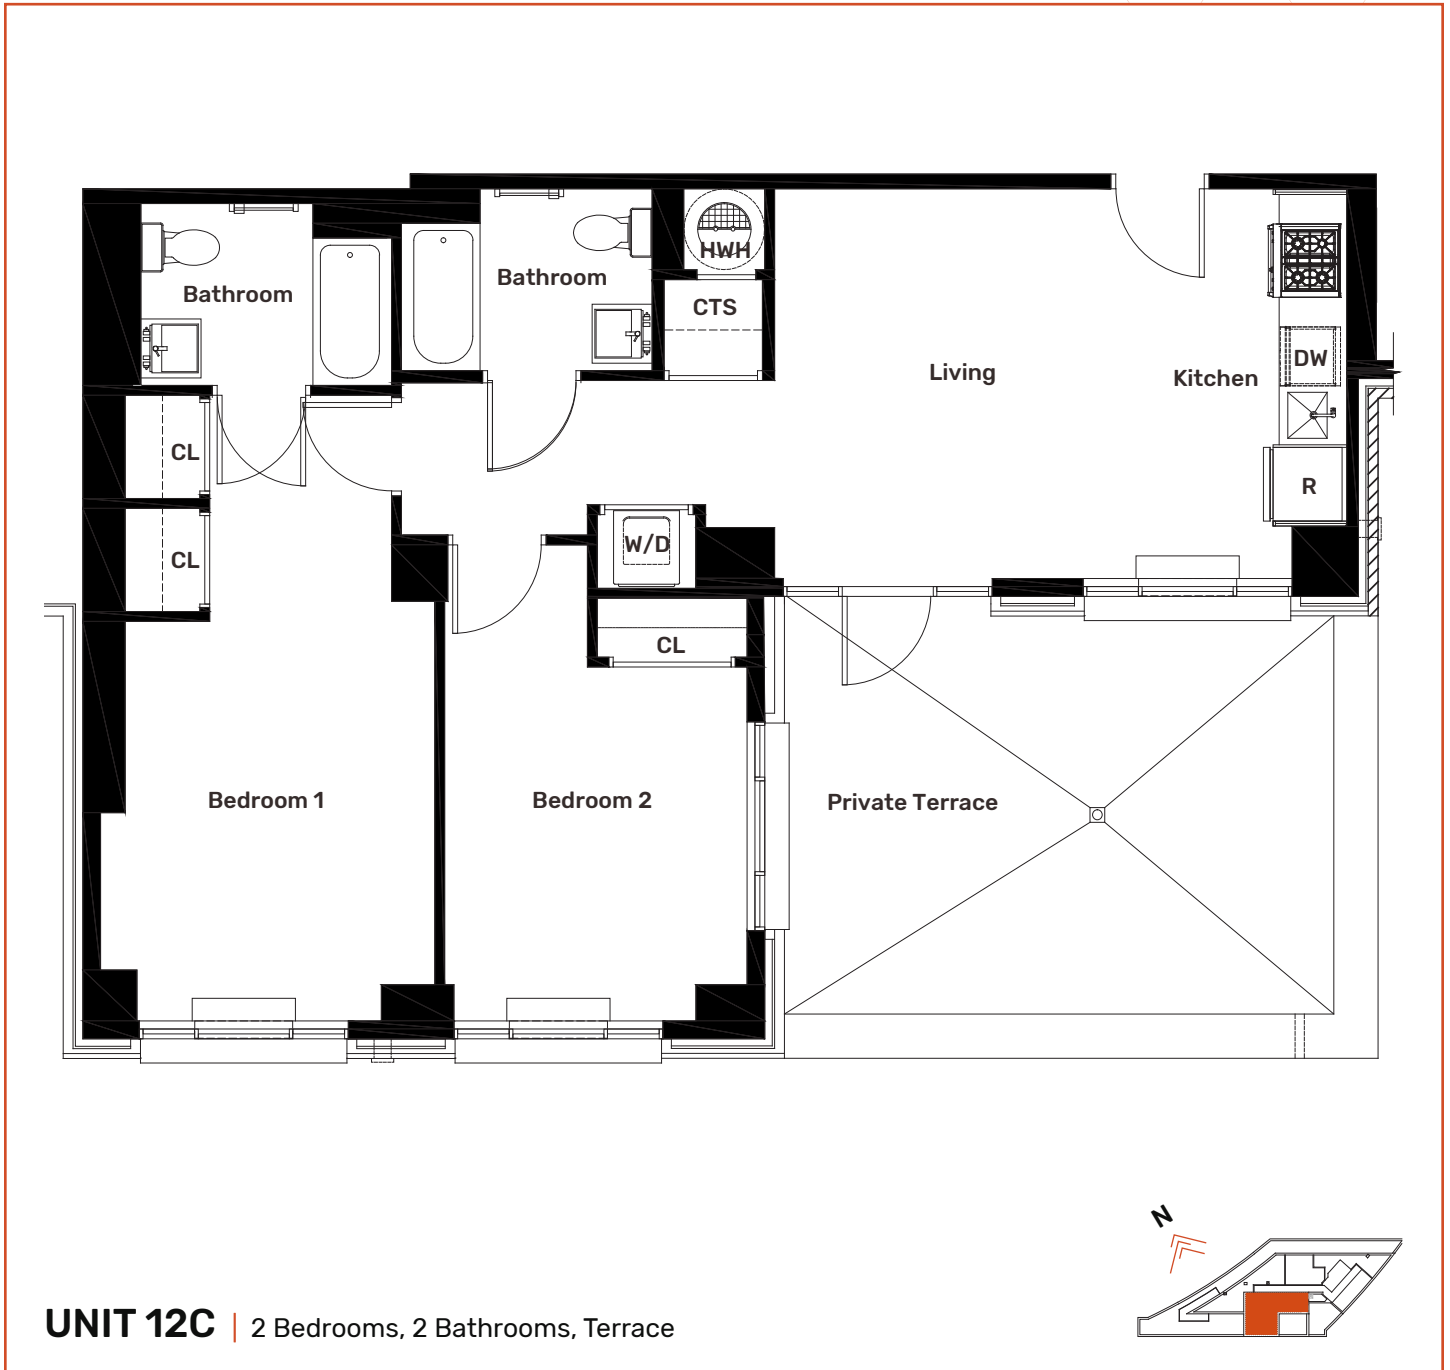 HWH
Bathroom
Bathroom
CTS
Living
Kitchen
DW
CL
R
W/D
CL
CL
Bedroom 1
Bedroom 2
Private Terrace
N
UNIT 12C | 2 Bedrooms, 2 Bathrooms, Terrace